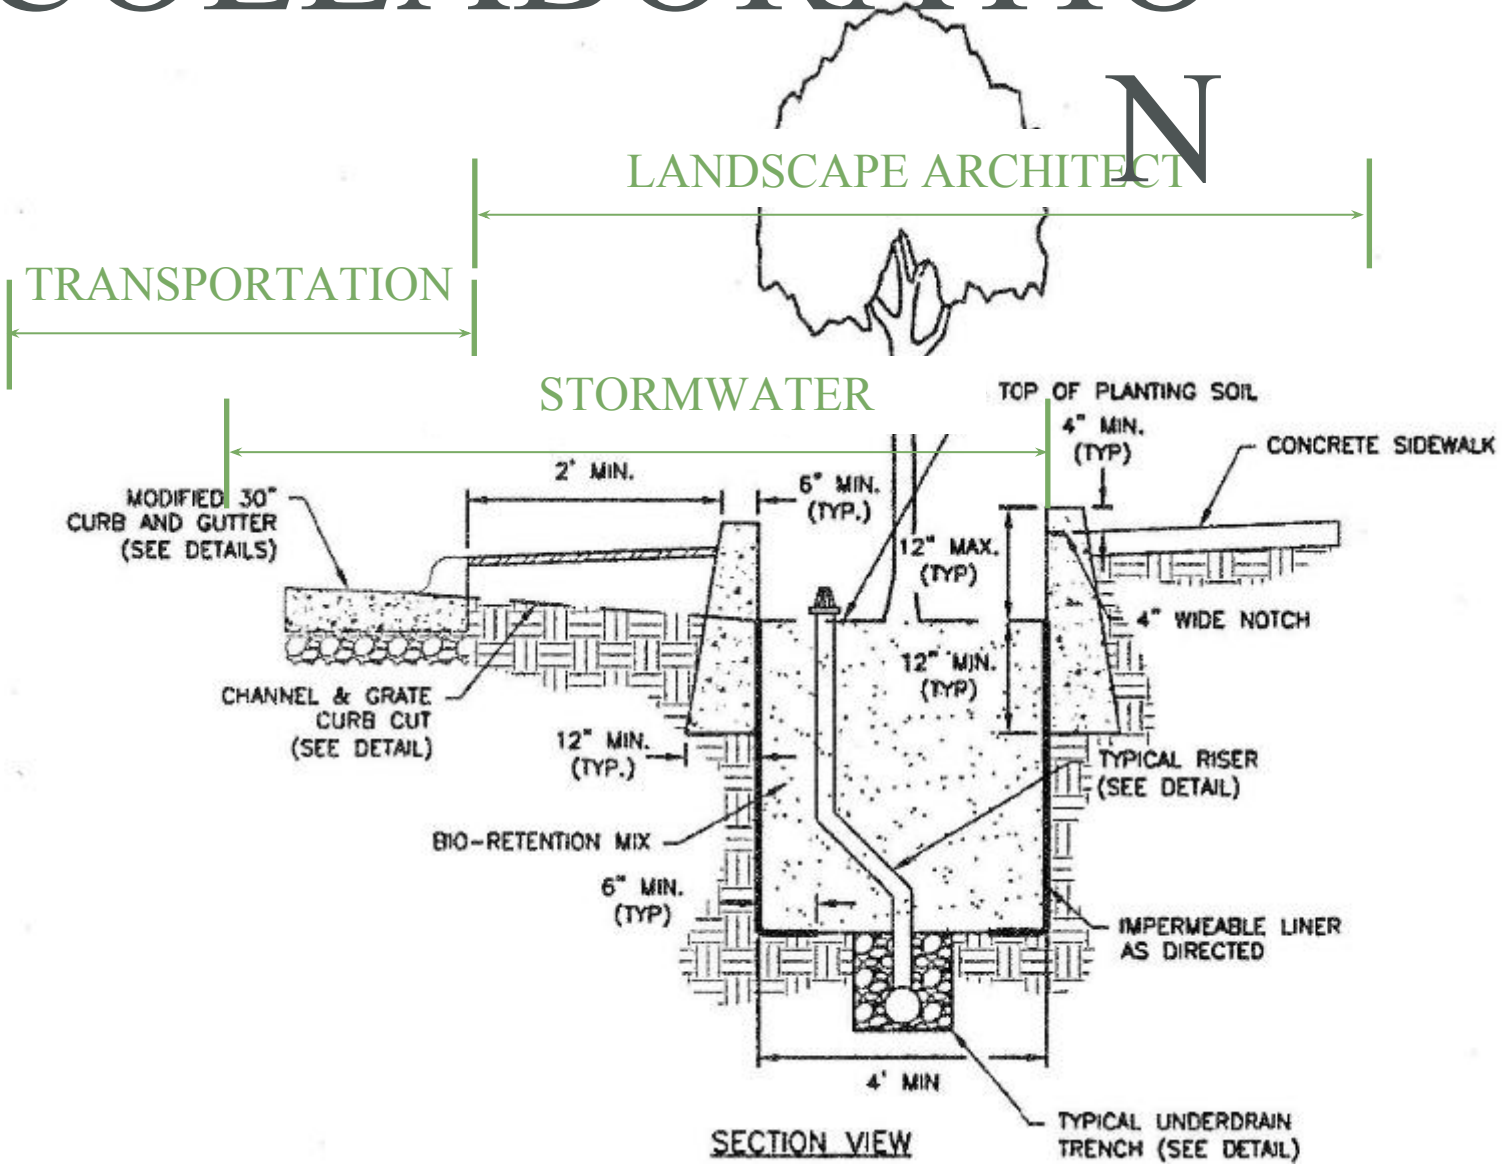 COLLABORATIO
N
LANDSCAPE ARCHITECT
TRANSPORTATION
STORMWATER
TOP OF PLANTING SOIL
4" MIN.
(TYP)
CONCRETE SIDEWALK
2' MIN.
6" MIN.
(TYP.)
MODIFIED 30"
CURB AND GUTTER
(SEE DETAILS)
12" MAX.
(TYP)
4" WIDE NOTCH
12" MIN.
(TYP)
CHANNEL & GRATE
CURB CUT
(SEE DETAIL)
12" MIN.
(TYP.)
TYPICAL RISER
(SEE DETAIL)
BIO-RETENTION MIX
6" MIN.
(TYP)
IMPERMEABLE LINER
AS DIRECTED
4' MIN
TYPICAL UNDERDRAIN
TRENCH (SEE DETAIL)
SECTION VIEW